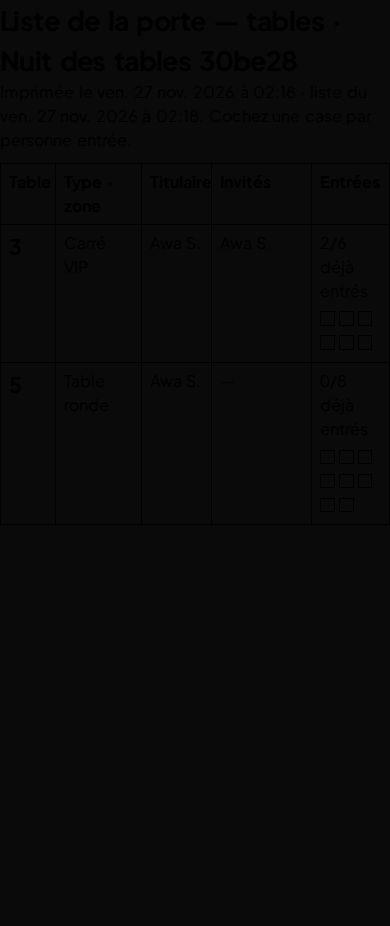 Liste de la porte — tables ·
Nuit des tables 30be28
Imprimée le ven. 27 nov. 2026 à 02:18 · liste du
ven. 27 nov. 2026 à 02:18. Cochez une case par
personne entrée.
Table Type · Titulaire Invités Entrées
zone
3 Carré Awa S. Awa S. 2/6
VIP déjà
entrés
5 Table Awa S. — 0/8
ronde déjà
entrés